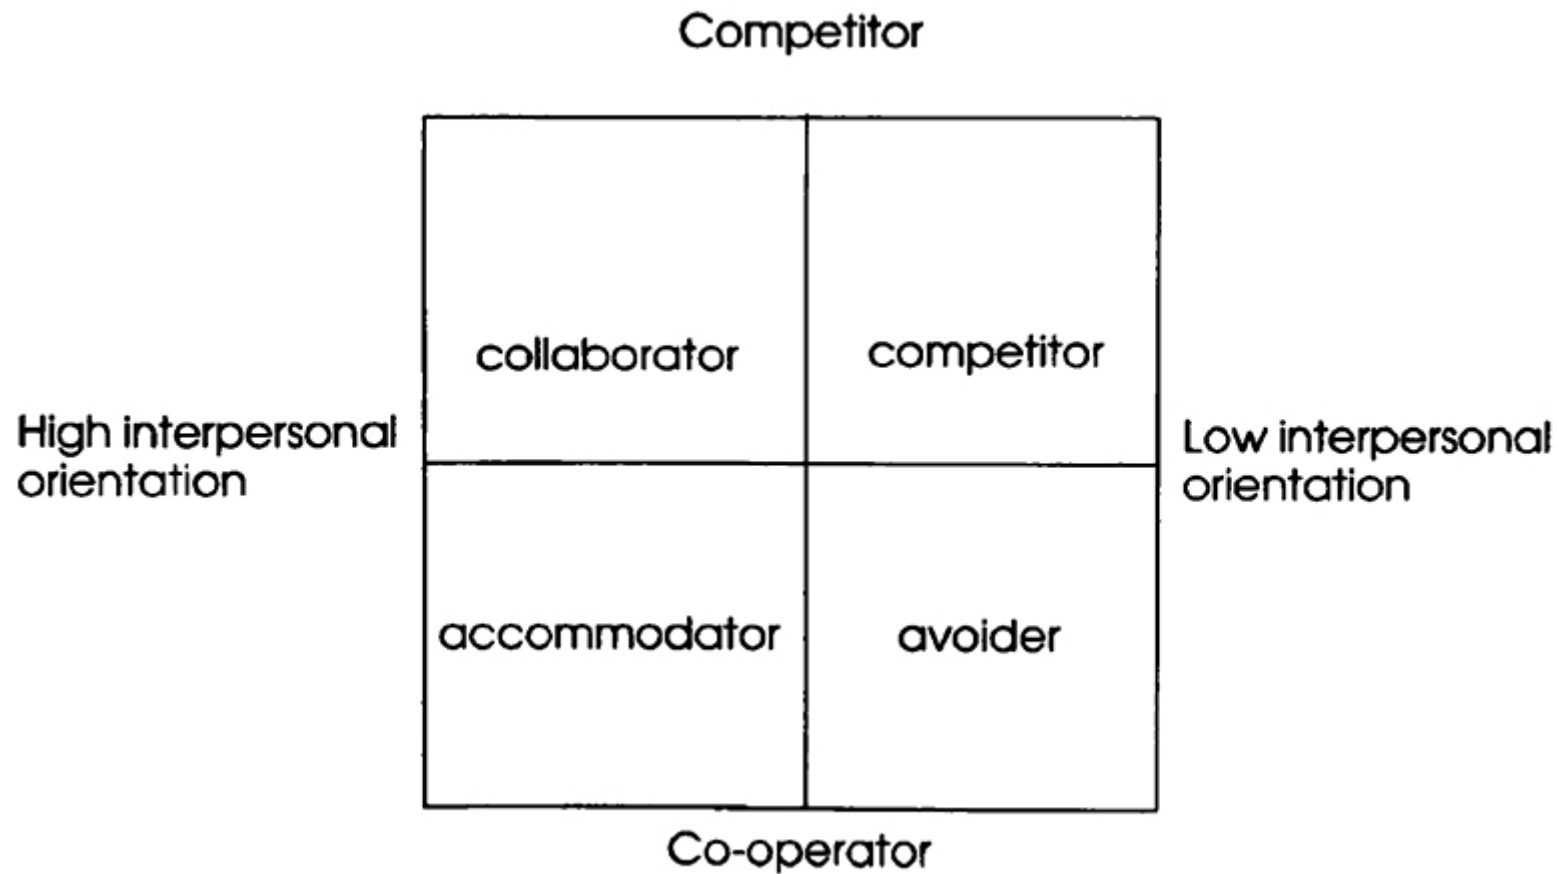 Competitor
collaborator
competitor
High interpersonal
orientation
Low interpersonal
orientation
accommodator
avoider
Co-operator